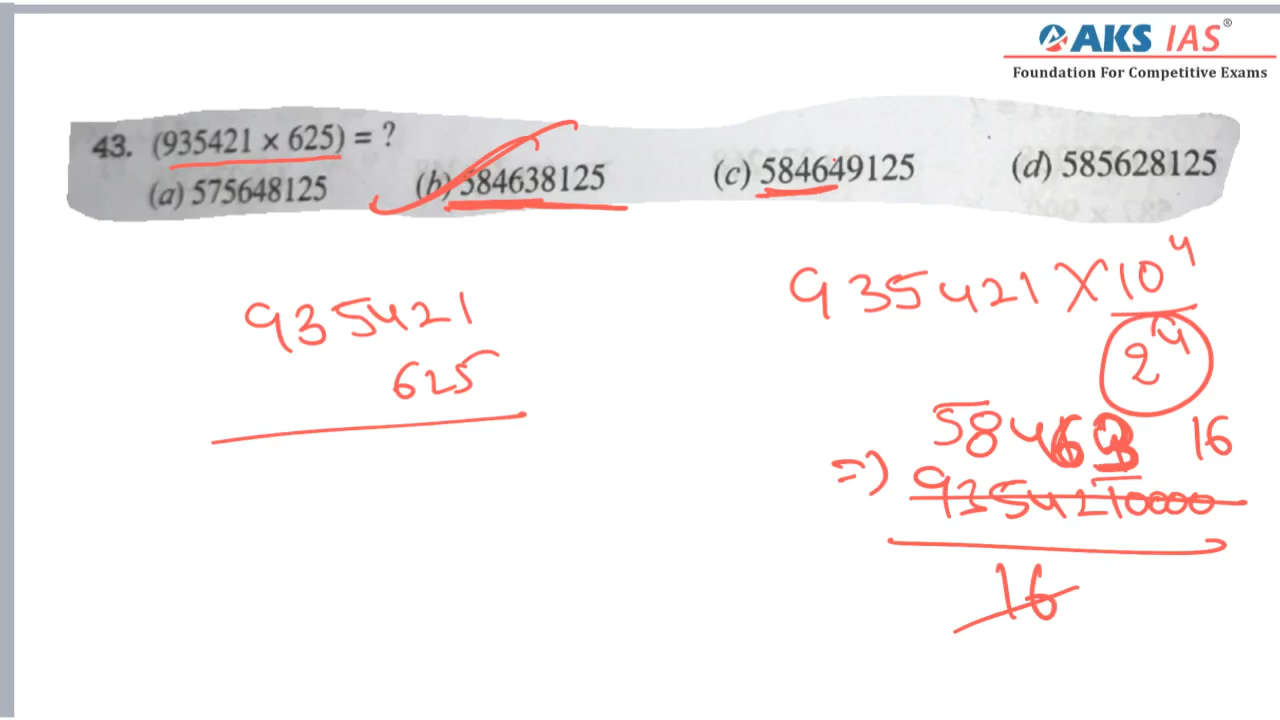 AKS IAS®
Foundation For Competitive Exams
43. (935421 × 625) = ?
(a) 575648125 (b) 584638125 (c) 584649125 (d) 585628125
935421 × 10⁴
2⁴
935421
625
58463 16
=) 9354210000
16